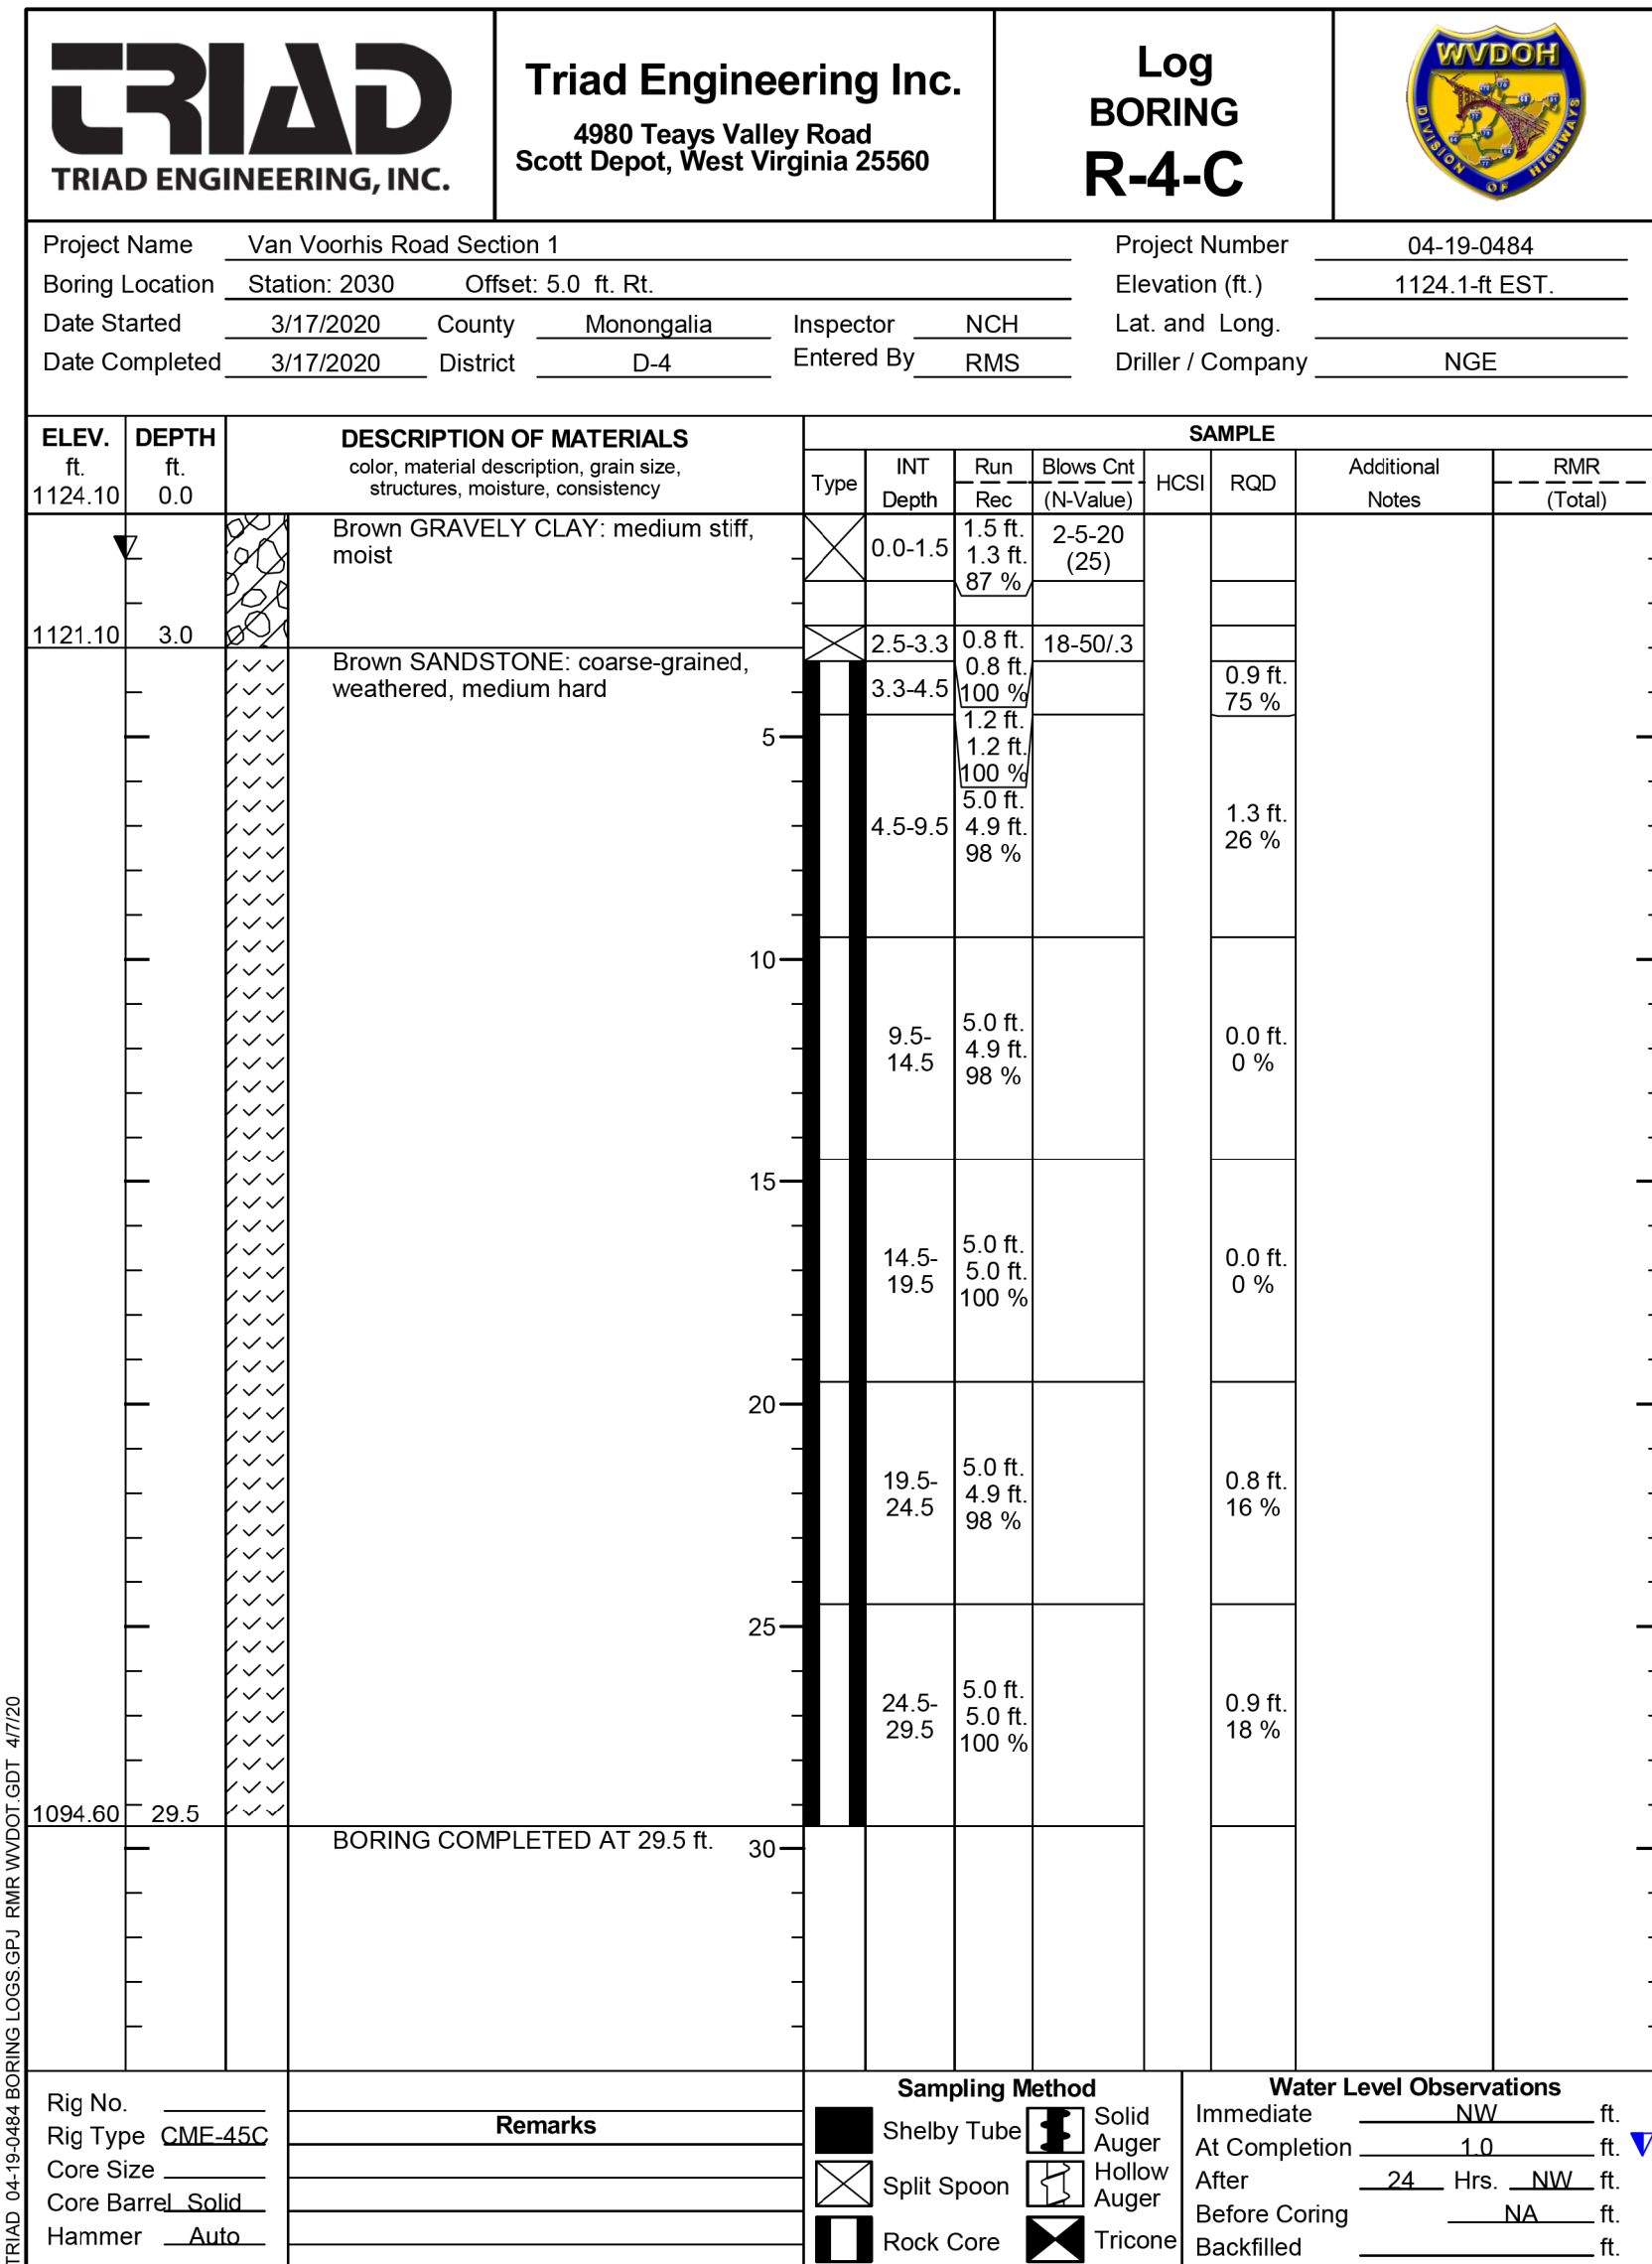 TRIAD
TRIAD ENGINEERING, INC.
Triad Engineering Inc.
4980 Teays Valley Road
Scott Depot, West Virginia 25560
Log
BORING
R-4-C
WVDOH
DIVISION OF HIGHWAYS
Project Name Van Voorhis Road Section 1 Project Number 04-19-0484
Boring Location Station: 2030 Offset: 5.0 ft. Rt. Elevation (ft.) 1124.1-ft EST.
Date Started 3/17/2020 County Monongalia Inspector NCH Lat. and Long.
Date Completed 3/17/2020 District D-4 Entered By RMS Driller / Company NGE
ELEV. DEPTH DESCRIPTION OF MATERIALS SAMPLE
ft. ft. color, material description, grain size, Type INT Run Blows Cnt HCSI RQD Additional RMR
1124.10 0.0 structures, moisture, consistency Depth Rec (N-Value) Notes (Total)
Brown GRAVELY CLAY: medium stiff,
moist
0.0-1.5
1.5 ft.
1.3 ft.
87 %
2-5-20
(25)
1121.10 3.0
2.5-3.3
0.8 ft.
0.8 ft.
100 %
18-50/.3
Brown SANDSTONE: coarse-grained,
weathered, medium hard
3.3-4.5
1.2 ft.
1.2 ft.
100 %
0.9 ft.
75 %
5
4.5-9.5
5.0 ft.
4.9 ft.
98 %
1.3 ft.
26 %
10
9.5-
14.5
5.0 ft.
4.9 ft.
98 %
0.0 ft.
0 %
15
14.5-
19.5
5.0 ft.
5.0 ft.
100 %
0.0 ft.
0 %
20
19.5-
24.5
5.0 ft.
4.9 ft.
98 %
0.8 ft.
16 %
25
24.5-
29.5
5.0 ft.
5.0 ft.
100 %
0.9 ft.
18 %
1094.60 29.5
BORING COMPLETED AT 29.5 ft.
30
TRIAD 04-19-0484 BORING LOGS.GPJ RMR WVDOT.GDT 4/7/20
Rig No.
Rig Type CME-45C
Core Size
Core Barrel Solid
Hammer Auto
Remarks
Sampling Method
Shelby Tube
Solid
Auger
Split Spoon
Hollow
Auger
Rock Core
Tricone
Water Level Observations
Immediate NW ft.
At Completion 1.0 ft.
After 24 Hrs. NW ft.
Before Coring NA ft.
Backfilled ft.